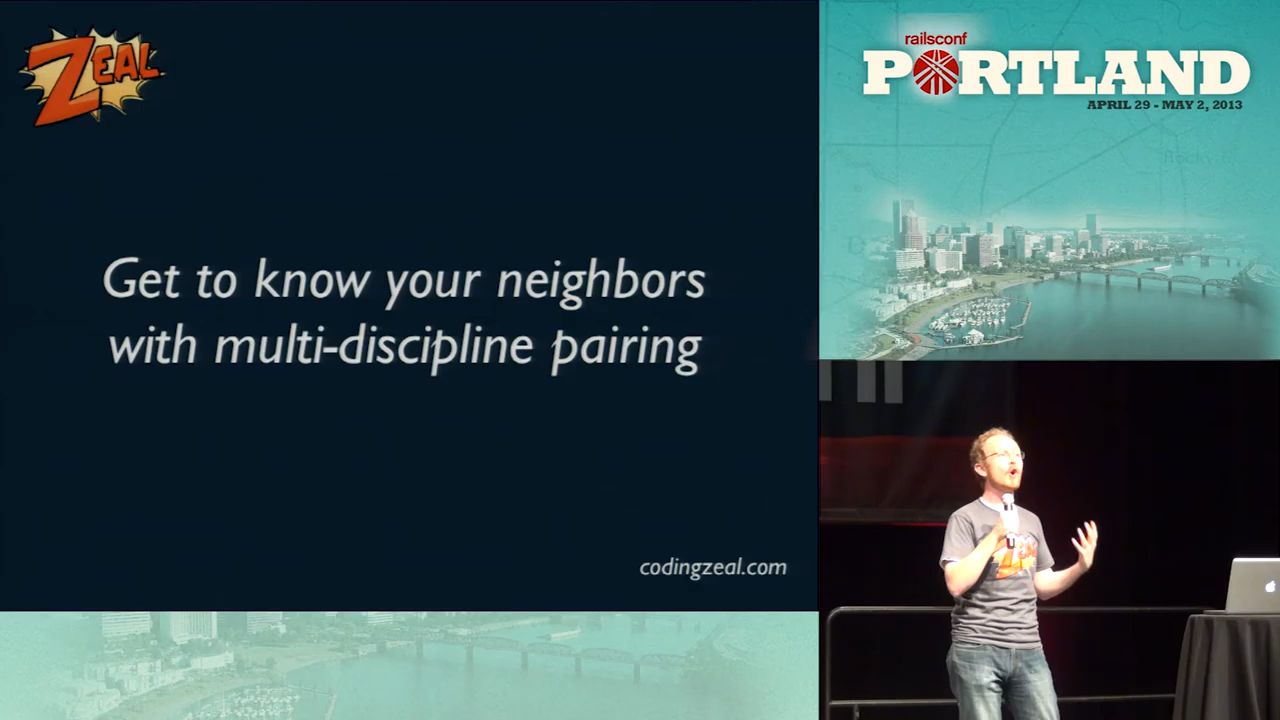 ZEAL
Get to know your neighbors
with multi-discipline pairing
codingzeal.com
railsconf
PORTLAND
APRIL 29 - MAY 2, 2013